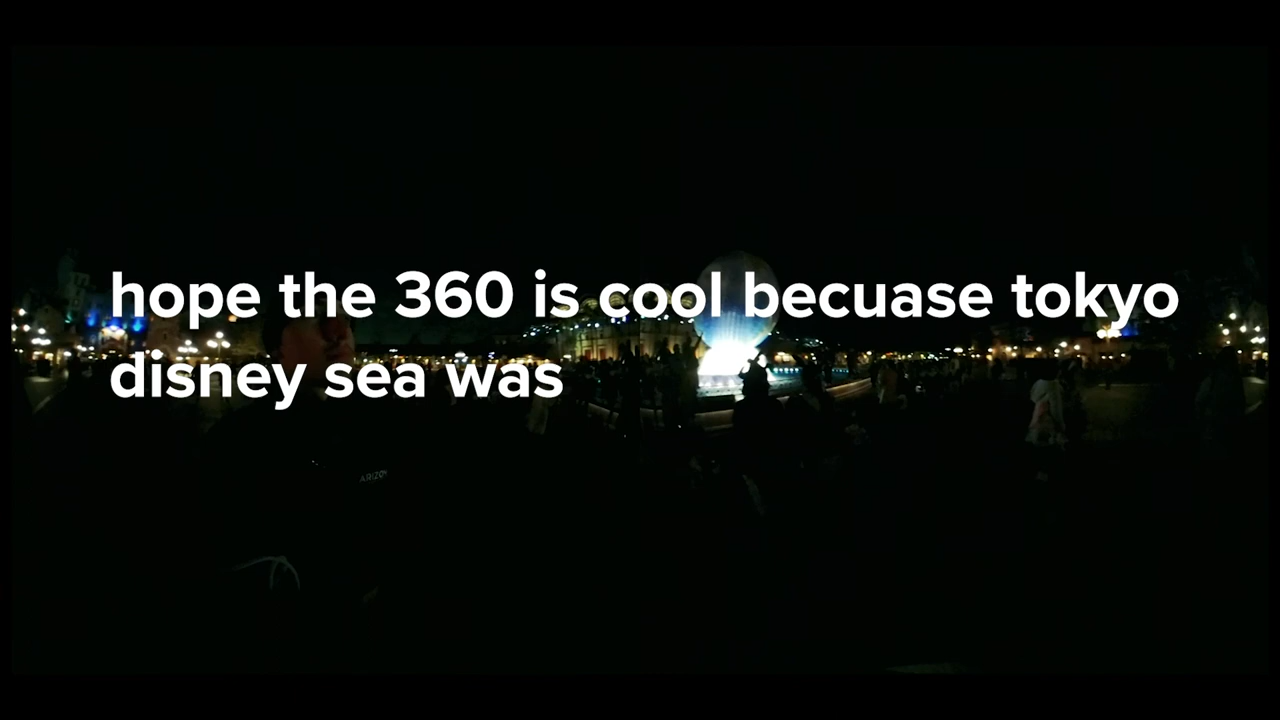 hope the 360 is cool becuase tokyo
disney sea was